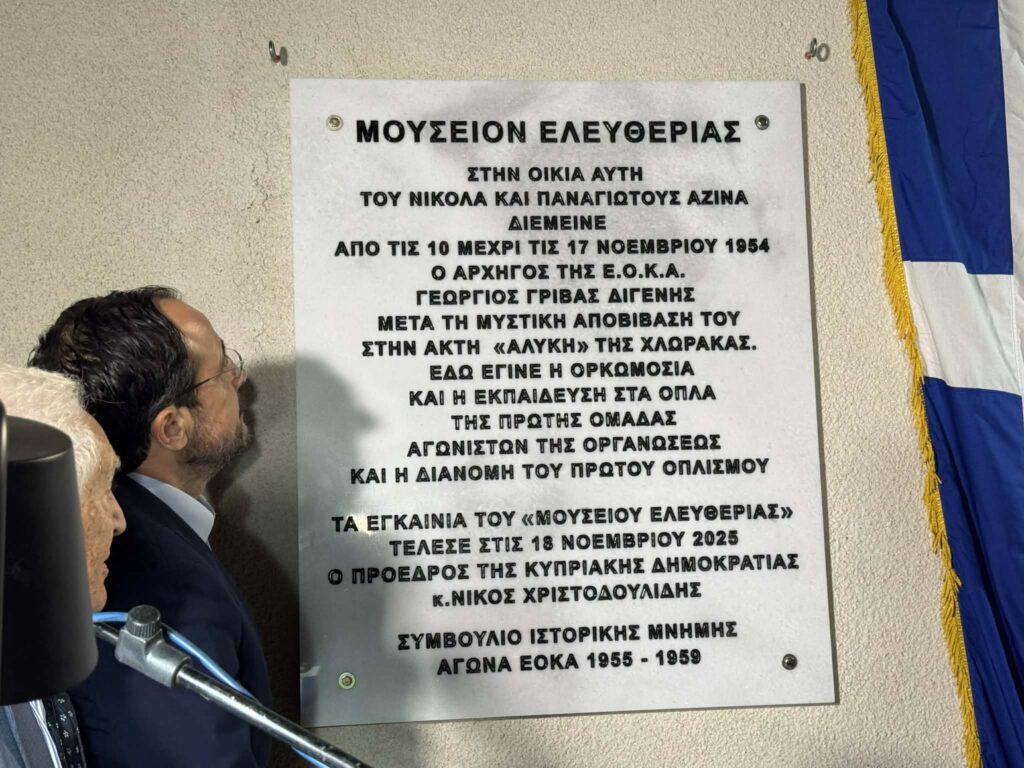 ΜΟΥΣΕΙΟΝ ΕΛΕΥΘΕΡΙΑΣ
ΣΤΗΝ ΟΙΚΙΑ ΑΥΤΗ
ΤΟΥ ΝΙΚΟΛΑ ΚΑΙ ΠΑΝΑΓΙΩΤΟΥΣ ΑΖΙΝΑ
ΔΙΕΜΕΙΝΕ
ΑΠΟ ΤΙΣ 10 ΜΕΧΡΙ ΤΙΣ 17 ΝΟΕΜΒΡΙΟΥ 1954
Ο ΑΡΧΗΓΟΣ ΤΗΣ Ε.Ο.Κ.Α.
ΓΕΩΡΓΙΟΣ ΓΡΙΒΑΣ ΔΙΓΕΝΗΣ
ΜΕΤΑ ΤΗ ΜΥΣΤΙΚΗ ΑΠΟΒΙΒΑΣΗ ΤΟΥ
ΣΤΗΝ ΑΚΤΗ «ΑΛΥΚΗ» ΤΗΣ ΧΛΩΡΑΚΑΣ.
ΕΔΩ ΕΓΙΝΕ Η ΟΡΚΩΜΟΣΙΑ
ΚΑΙ Η ΕΚΠΑΙΔΕΥΣΗ ΣΤΑ ΟΠΛΑ
ΤΗΣ ΠΡΩΤΗΣ ΟΜΑΔΑΣ
ΑΓΩΝΙΣΤΩΝ ΤΗΣ ΟΡΓΑΝΩΣΕΩΣ
ΚΑΙ Η ΔΙΑΝΟΜΗ ΤΟΥ ΠΡΩΤΟΥ ΟΠΛΙΣΜΟΥ
ΤΑ ΕΓΚΑΙΝΙΑ ΤΟΥ «ΜΟΥΣΕΙΟΥ ΕΛΕΥΘΕΡΙΑΣ»
ΤΕΛΕΣΕ ΣΤΙΣ 18 ΝΟΕΜΒΡΙΟΥ 2025
Ο ΠΡΟΕΔΡΟΣ ΤΗΣ ΚΥΠΡΙΑΚΗΣ ΔΗΜΟΚΡΑΤΙΑΣ
κ.ΝΙΚΟΣ ΧΡΙΣΤΟΔΟΥΛΙΔΗΣ
ΣΥΜΒΟΥΛΙΟ ΙΣΤΟΡΙΚΗΣ ΜΝΗΜΗΣ
ΑΓΩΝΑ ΕΟΚΑ 1955 - 1959